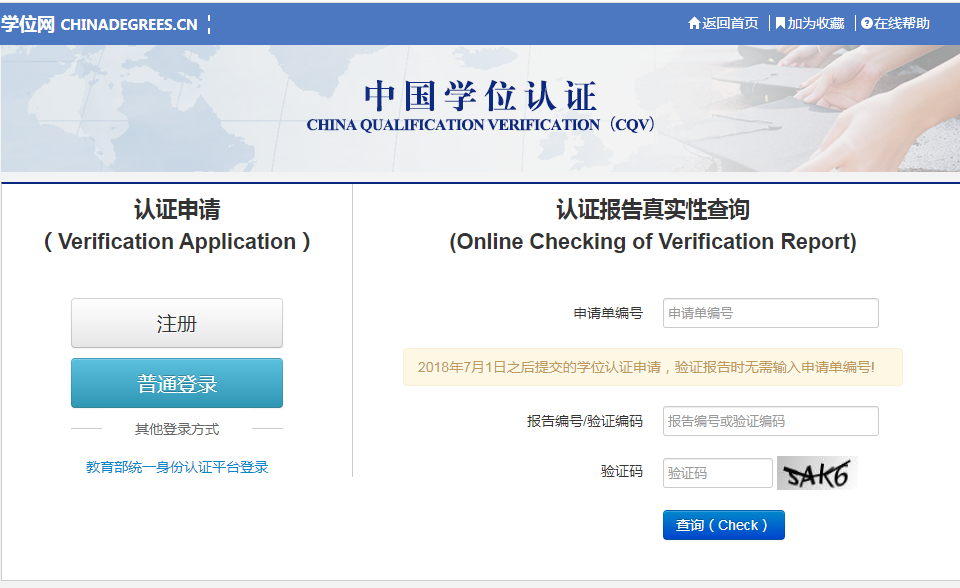 学位网 CHINADEGREES.CN
返回首页 加为收藏 在线帮助
中国学位认证
CHINA QUALIFICATION VERIFICATION（CQV）
认证申请
（Verification Application）
注册
普通登录
其他登录方式
教育部统一身份认证平台登录
认证报告真实性查询
(Online Checking of Verification Report)
申请单编号 申请单编号
2018年7月1日之后提交的学位认证申请，验证报告时无需输入申请单编号!
报告编号/验证编码 报告编号或验证编码
验证码 验证码 SAK6
查询（Check）